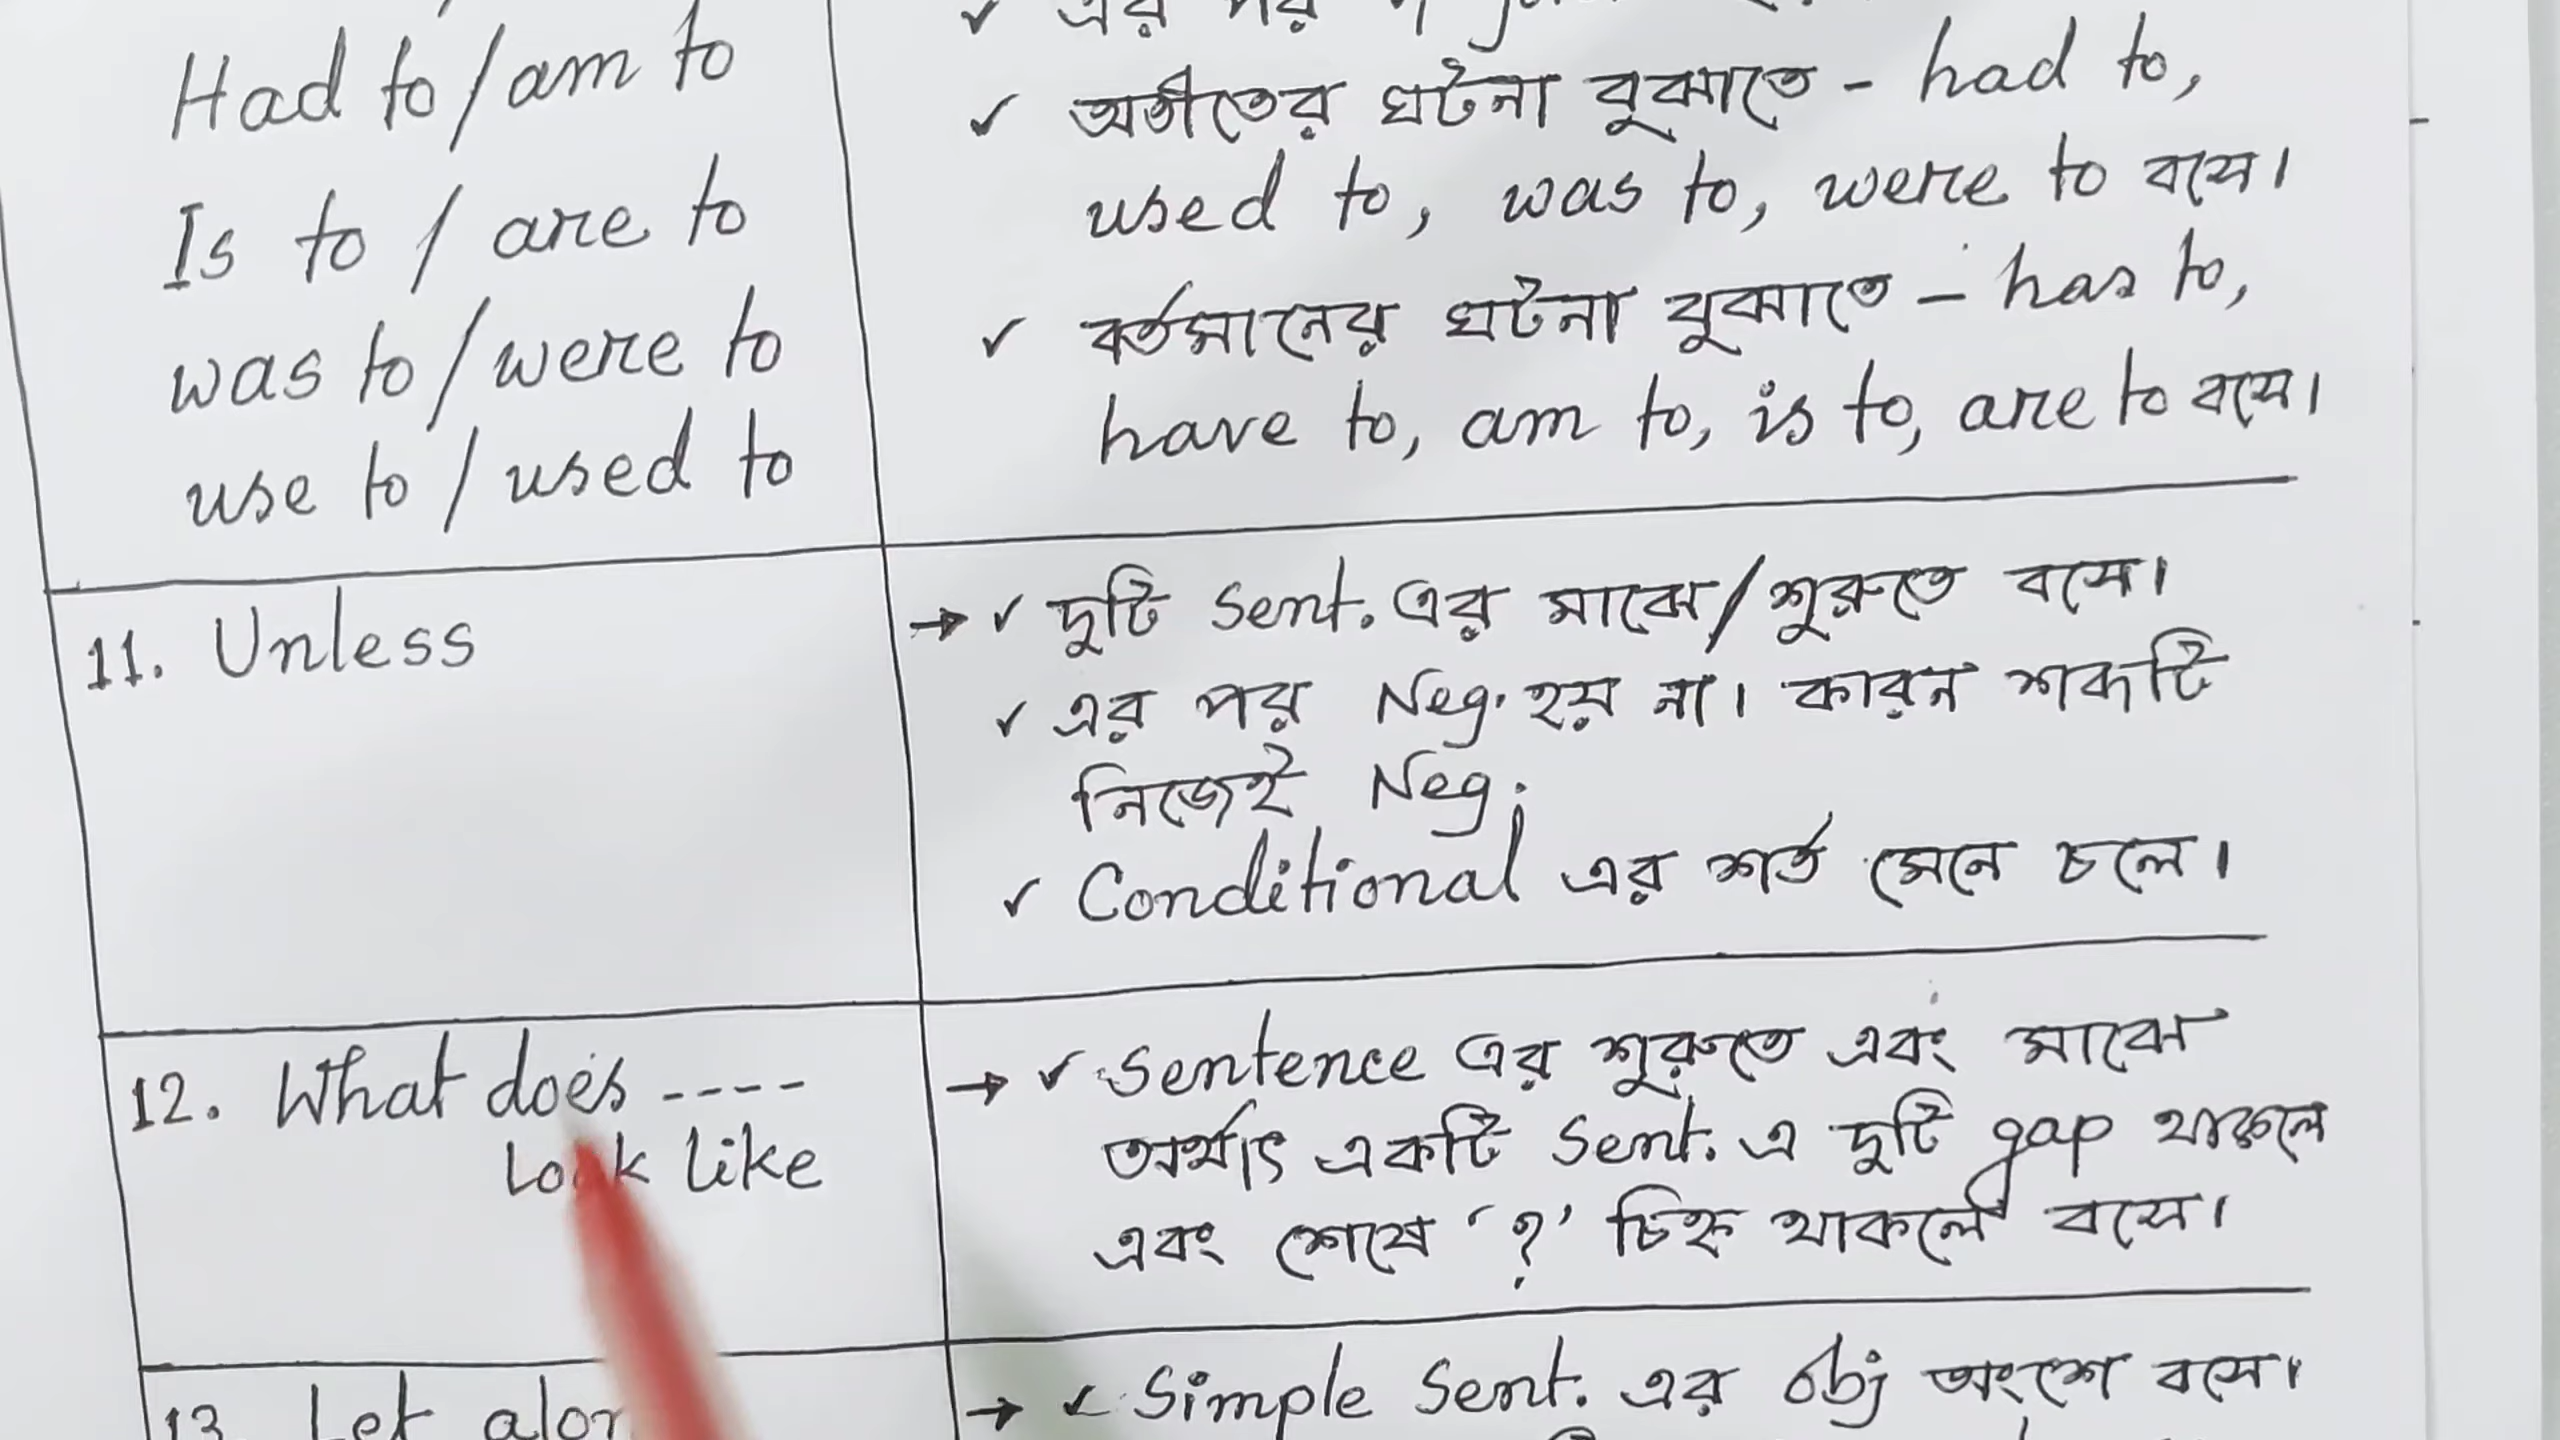 ✓ এর পর
Had to / am to
✓ অতীতের ঘটনা বুঝাতে - had to,
Is to / are to
used to, was to, were to বসে।
was to / were to
✓ বর্তমানের ঘটনা বুঝাতে - has to,
use to / used to
have to, am to, is to, are to বসে।
11. Unless
→ ✓ দুটি Sent. এর মাঝে/শুরুতে বসে।
✓ এর পর Neg. হয় না। কারন শব্দটি
নিজেই Neg.
✓ Conditional এর শর্ত মেনে চলে।
12. What does ----
Look like
→ ✓ Sentence এর শুরুতে এবং মাঝে
অর্থাৎ একটি Sent. এ দুটি gap থাকলে
এবং শেষে '?' চিহ্ন থাকলে বসে।
13. Let
→ ✓ Simple Sent. এর obj অংশে বসে।